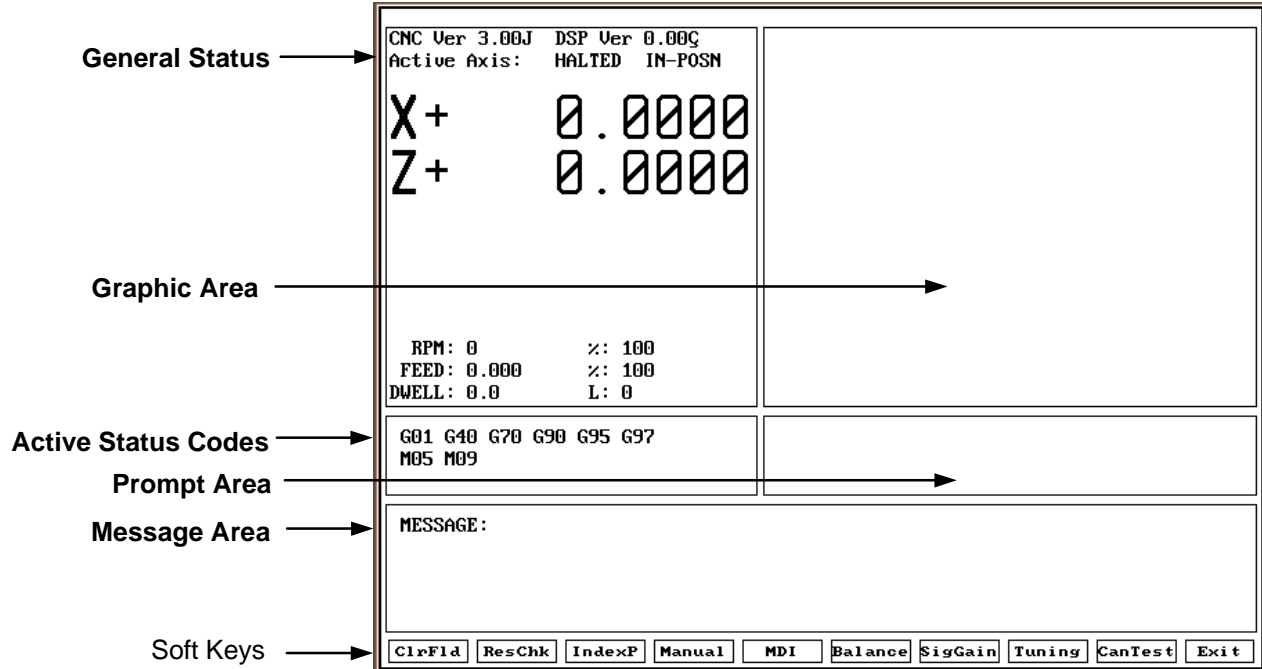 General Status
CNC Ver 3.00J DSP Ver 0.00Ç
Active Axis: HALTED IN-POSN
X+ 0.0000
Z+ 0.0000
Graphic Area
RPM: 0 %: 100
FEED: 0.000 %: 100
DWELL: 0.0 L: 0
Active Status Codes
G01 G40 G70 G90 G95 G97
M05 M09
Prompt Area
Message Area
MESSAGE:
Soft Keys
ClrFld ResChk IndexP Manual MDI Balance SigGain Tuning CanTest Exit